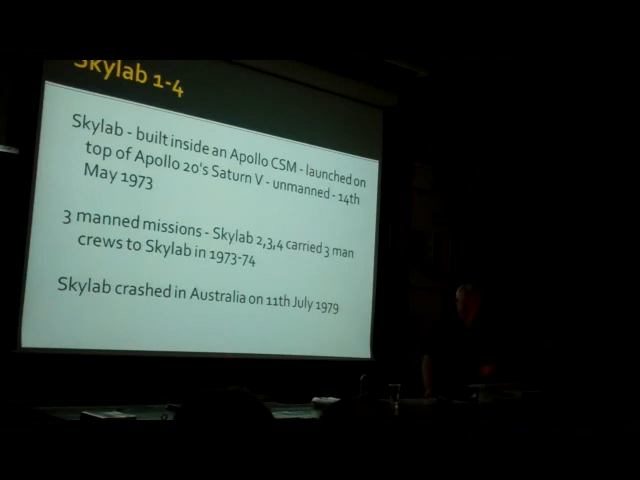 Skylab 1-4
Skylab - built inside an Apollo CSM - launched on
top of Apollo 20's Saturn V - unmanned - 14th
May 1973
3 manned missions - Skylab 2,3,4 carried 3 man
crews to Skylab in 1973-74
Skylab crashed in Australia on 11th July 1979